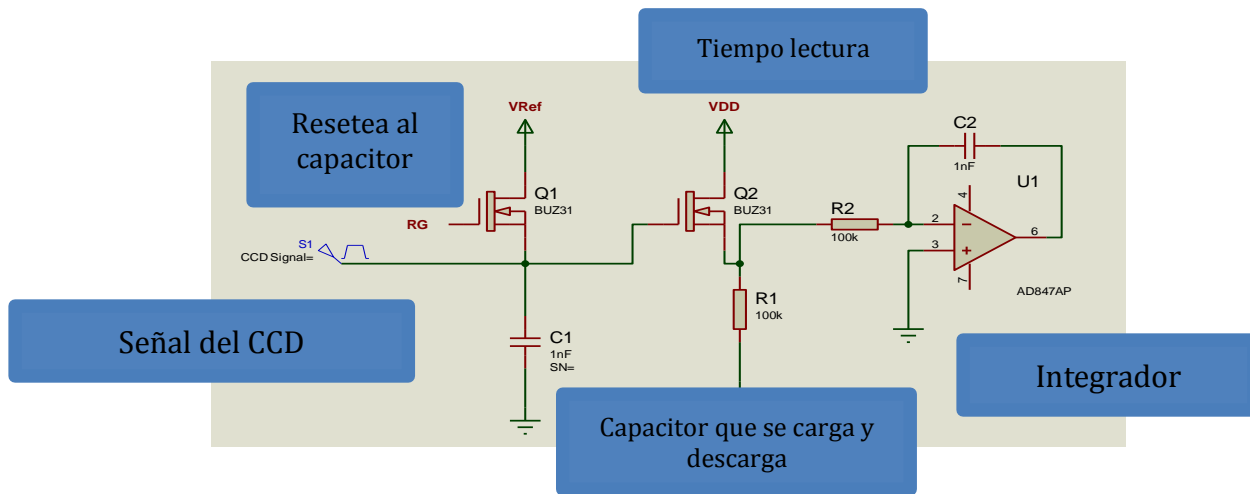 Tiempo lectura
Resetea al
capacitor
VRef
VDD
C2
1nF
U1
4
Q1
BUZ31
Q2
BUZ31
RG
R2
100k
2
3
6
7
S1
CCD Signal=
AD847AP
R1
100k
Señal del CCD
C1
1nF
SN=
Integrador
Capacitor que se carga y
descarga